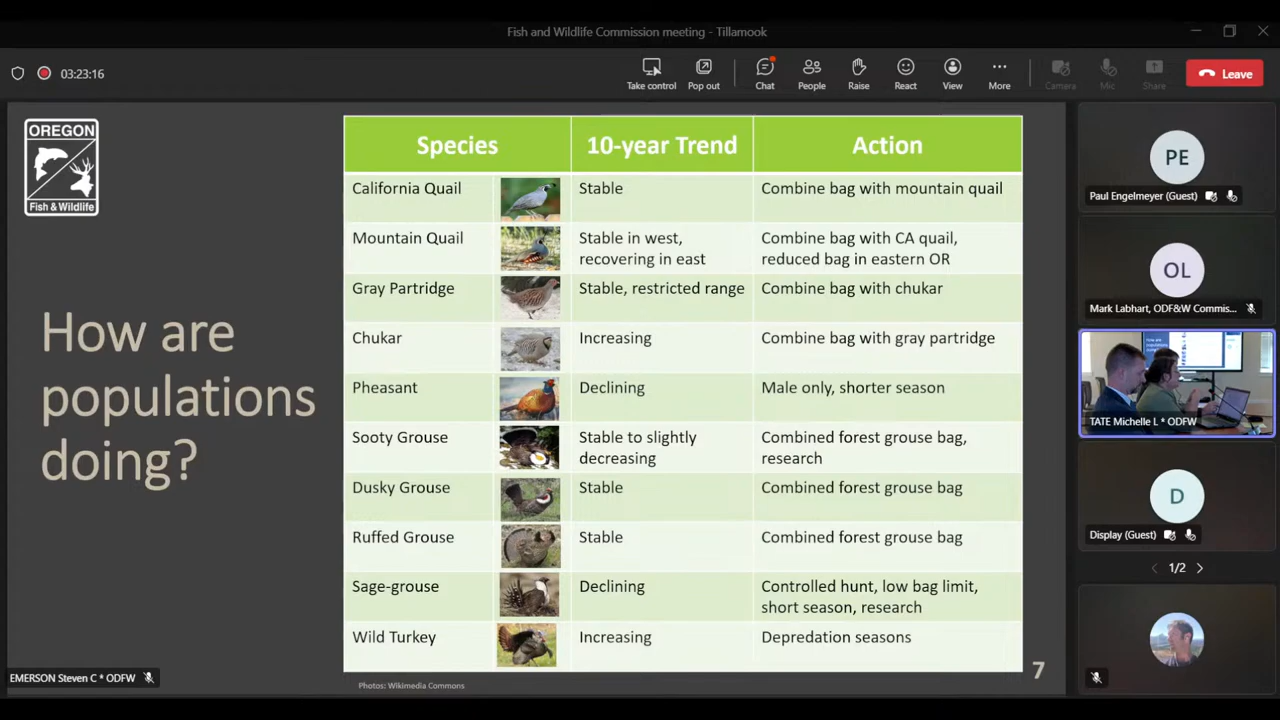 Fish and Wildlife Commission meeting - Tillamook
03:23:16
Take control
Pop out
Chat
People
Raise
React
View
More
Camera
Mic
Share
Leave
OREGON
Fish & Wildlife
How are
populations
doing?
Species 10-year Trend Action
California Quail Stable Combine bag with mountain quail
Mountain Quail Stable in west, Combine bag with CA quail,
recovering in east reduced bag in eastern OR
Gray Partridge Stable, restricted range Combine bag with chukar
Chukar Increasing Combine bag with gray partridge
Pheasant Declining Male only, shorter season
Sooty Grouse Stable to slightly Combined forest grouse bag,
decreasing research
Dusky Grouse Stable Combined forest grouse bag
Ruffed Grouse Stable Combined forest grouse bag
Sage-grouse Declining Controlled hunt, low bag limit,
short season, research
Wild Turkey Increasing Depredation seasons
Photos: Wikimedia Commons
7
EMERSON Steven C * ODFW
PE
Paul Engelmeyer (Guest)
OL
Mark Labhart, ODF&W Commis...
TATE Michelle L * ODFW
D
Display (Guest)
1/2